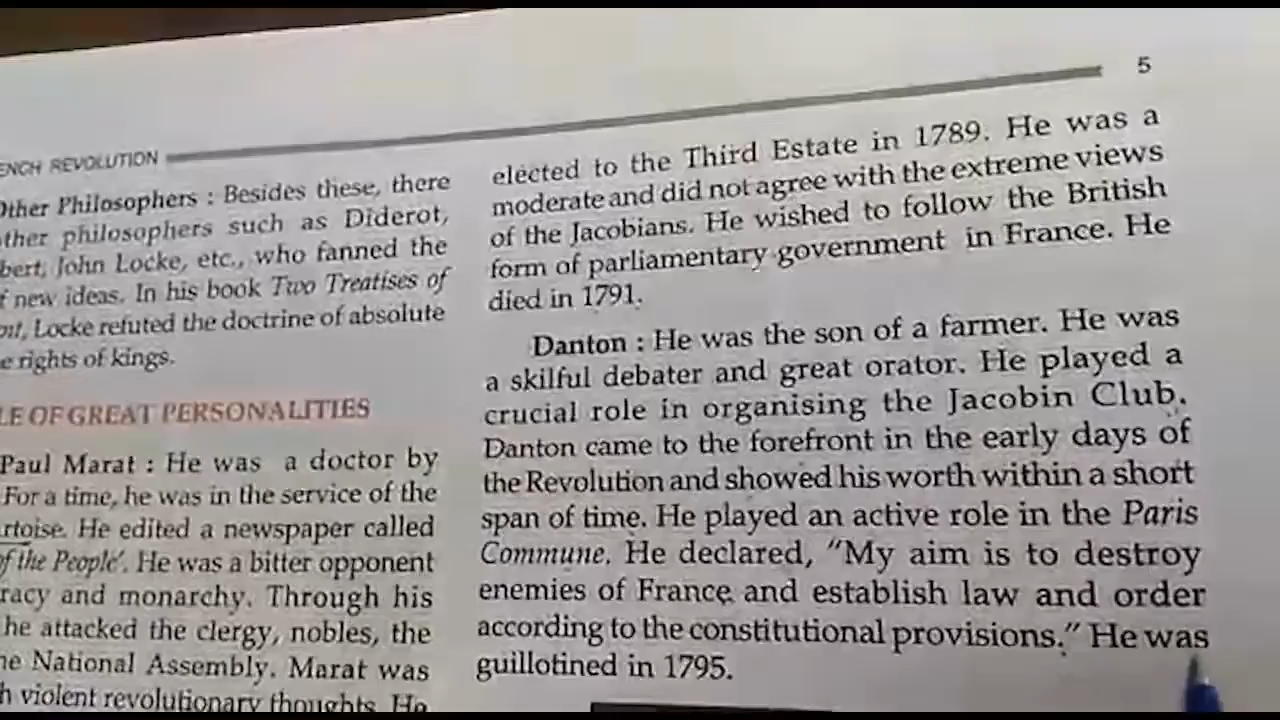 5
ENCH REVOLUTION
Other Philosophers : Besides these, there
ther philosophers such as Diderot,
bert, John Locke, etc., who fanned the
f new ideas. In his book Two Treatises of
Locke refuted the doctrine of absolute
e rights of kings.
LE OF GREAT PERSONALITIES
Paul Marat : He was a doctor by
For a time, he was in the service of the
rtoise. He edited a newspaper called
of the People'. He was a bitter opponent
racy and monarchy. Through his
he attacked the clergy, nobles, the
he National Assembly. Marat was
h violent revolutionary thoughts. He
elected to the Third Estate in 1789. He was a
moderate and did not agree with the extreme views
of the Jacobians. He wished to follow the British
form of parliamentary government in France. He
died in 1791.
Danton : He was the son of a farmer. He was
a skilful debater and great orator. He played a
crucial role in organising the Jacobin Club.
Danton came to the forefront in the early days of
the Revolution and showed his worth within a short
span of time. He played an active role in the Paris
Commune. He declared, "My aim is to destroy
enemies of France and establish law and order
according to the constitutional provisions." He was
guillotined in 1795.